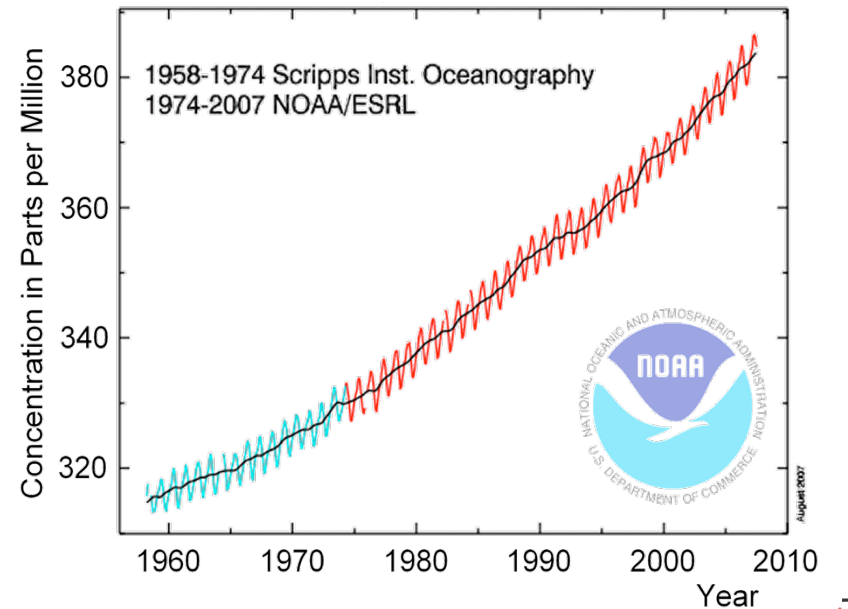 Concentration in Parts per Million
380
360
340
320
1958-1974 Scripps Inst. Oceanography
1974-2007 NOAA/ESRL
NATIONAL OCEANIC AND ATMOSPHERIC ADMINISTRATION
NOAA
U.S. DEPARTMENT OF COMMERCE
August 2007
1960 1970 1980 1990 2000 2010
Year